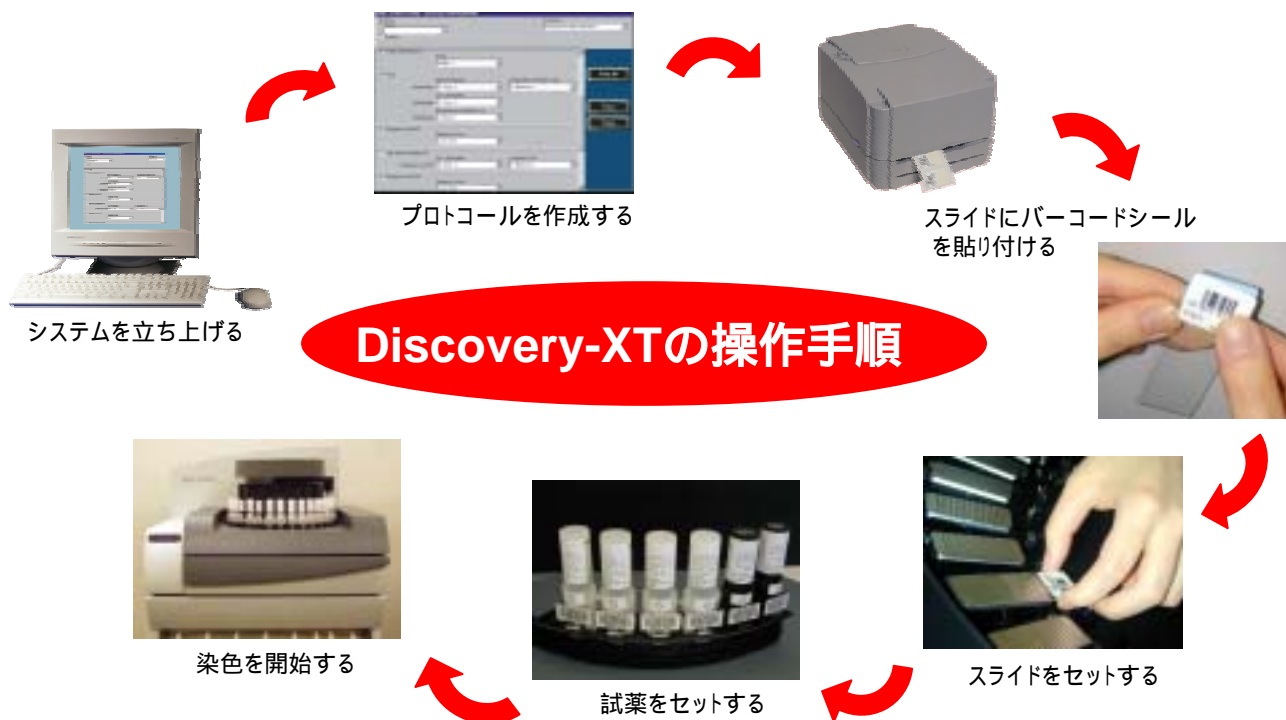 プロトコールを作成する
スライドにバーコードシール
を貼り付ける
システムを立ち上げる
Discovery-XTの操作手順
染色を開始する
試薬をセットする
スライドをセットする